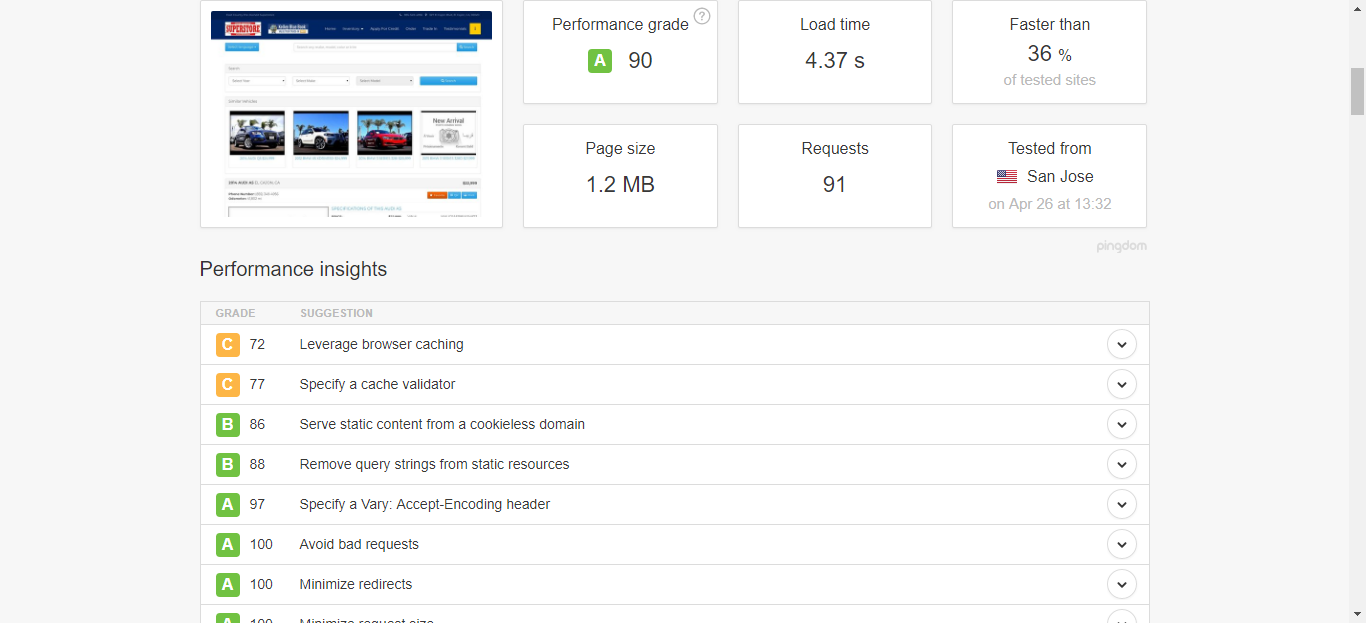 SUPERSTORE
Kelley Blue Book
New Arrival
Performance grade ?
A 90
Load time
4.37 s
Faster than
36 %
of tested sites
Page size
1.2 MB
Requests
91
Tested from
San Jose
on Apr 26 at 13:32
pingdom
Performance insights
GRADE SUGGESTION
C 72 Leverage browser caching
C 77 Specify a cache validator
B 86 Serve static content from a cookieless domain
B 88 Remove query strings from static resources
A 97 Specify a Vary: Accept-Encoding header
A 100 Avoid bad requests
A 100 Minimize redirects
A 100 Minimize request size